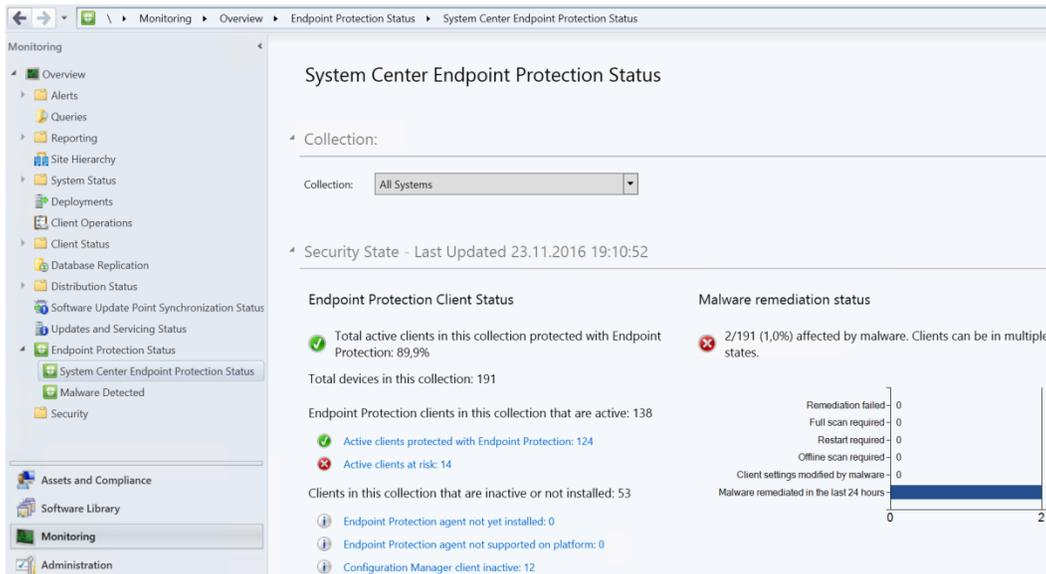 \ Monitoring Overview Endpoint Protection Status System Center Endpoint Protection Status
Monitoring
Overview
Alerts
Queries
Reporting
Site Hierarchy
System Status
Deployments
Client Operations
Client Status
Database Replication
Distribution Status
Software Update Point Synchronization Status
Updates and Servicing Status
Endpoint Protection Status
System Center Endpoint Protection Status
Malware Detected
Security
Assets and Compliance
Software Library
Monitoring
Administration
System Center Endpoint Protection Status
Collection:
Collection: All Systems
Security State - Last Updated 23.11.2016 19:10:52
Endpoint Protection Client Status
Total active clients in this collection protected with Endpoint
Protection: 89,9%
Total devices in this collection: 191
Endpoint Protection clients in this collection that are active: 138
Active clients protected with Endpoint Protection: 124
Active clients at risk: 14
Clients in this collection that are inactive or not installed: 53
Endpoint Protection agent not yet installed: 0
Endpoint Protection agent not supported on platform: 0
Configuration Manager client inactive: 12
Malware remediation status
2/191 (1,0%) affected by malware. Clients can be in multiple
states.
Remediation failed 0
Full scan required 0
Restart required 0
Offline scan required 0
Client settings modified by malware 0
Malware remediated in the last 24 hours
0 2